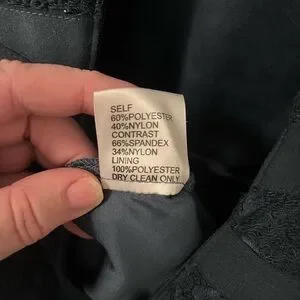 SELF
60%POLYESTER
40%NYLON
CONTRAST
66%SPANDEX
34%NYLON
LINING
100%POLYESTER
DRY CLEAN ONLY